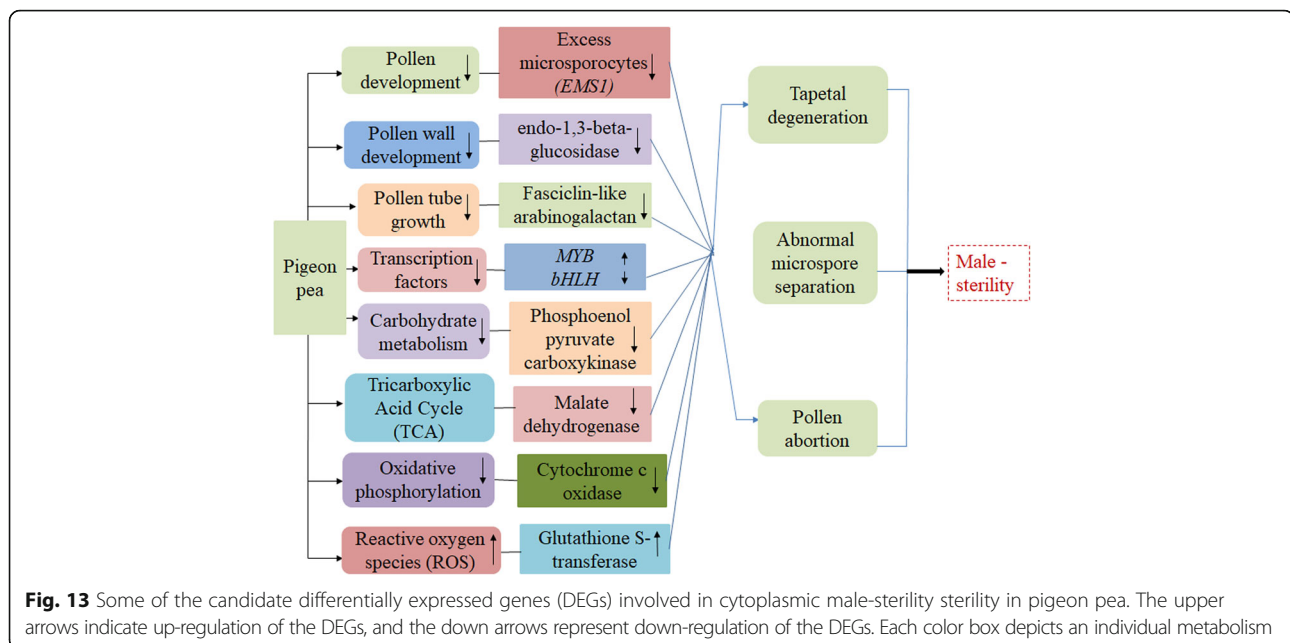 Pollen
development ↓
Excess
microsporocytes ↓
(EMS1)
Pollen wall
development ↓
endo-1,3-beta-
glucosidase ↓
Pollen tube
growth ↓
Fasciclin-like
arabinogalactan ↓
Pigeon
pea
Transcription
factors ↓
MYB ↑
bHLH ↓
Carbohydrate
metabolism ↓
Phosphoenol
pyruvate ↓
carboxykinase
Tricarboxylic
Acid Cycle
(TCA)
Malate
dehydrogenase ↓
Oxidative
phosphorylation ↓
Cytochrome c
oxidase ↓
Reactive oxygen
species (ROS) ↑
Glutathione S-
transferase ↑
Tapetal
degeneration
Abnormal
microspore
separation
Pollen
abortion
Male -
sterility
Fig. 13 Some of the candidate differentially expressed genes (DEGs) involved in cytoplasmic male-sterility sterility in pigeon pea. The upper
arrows indicate up-regulation of the DEGs, and the down arrows represent down-regulation of the DEGs. Each color box depicts an individual metabolism